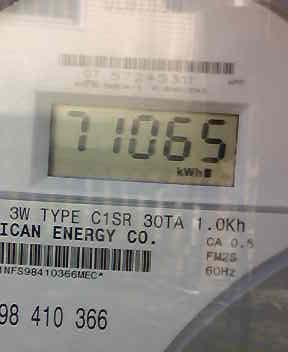 71065
kWh
3W TYPE C1SR 30TA 1.0Kh
ICAN ENERGY CO.
CA 0.5
FM2S
60Hz
1NFS98410366MEC*
98 410 366